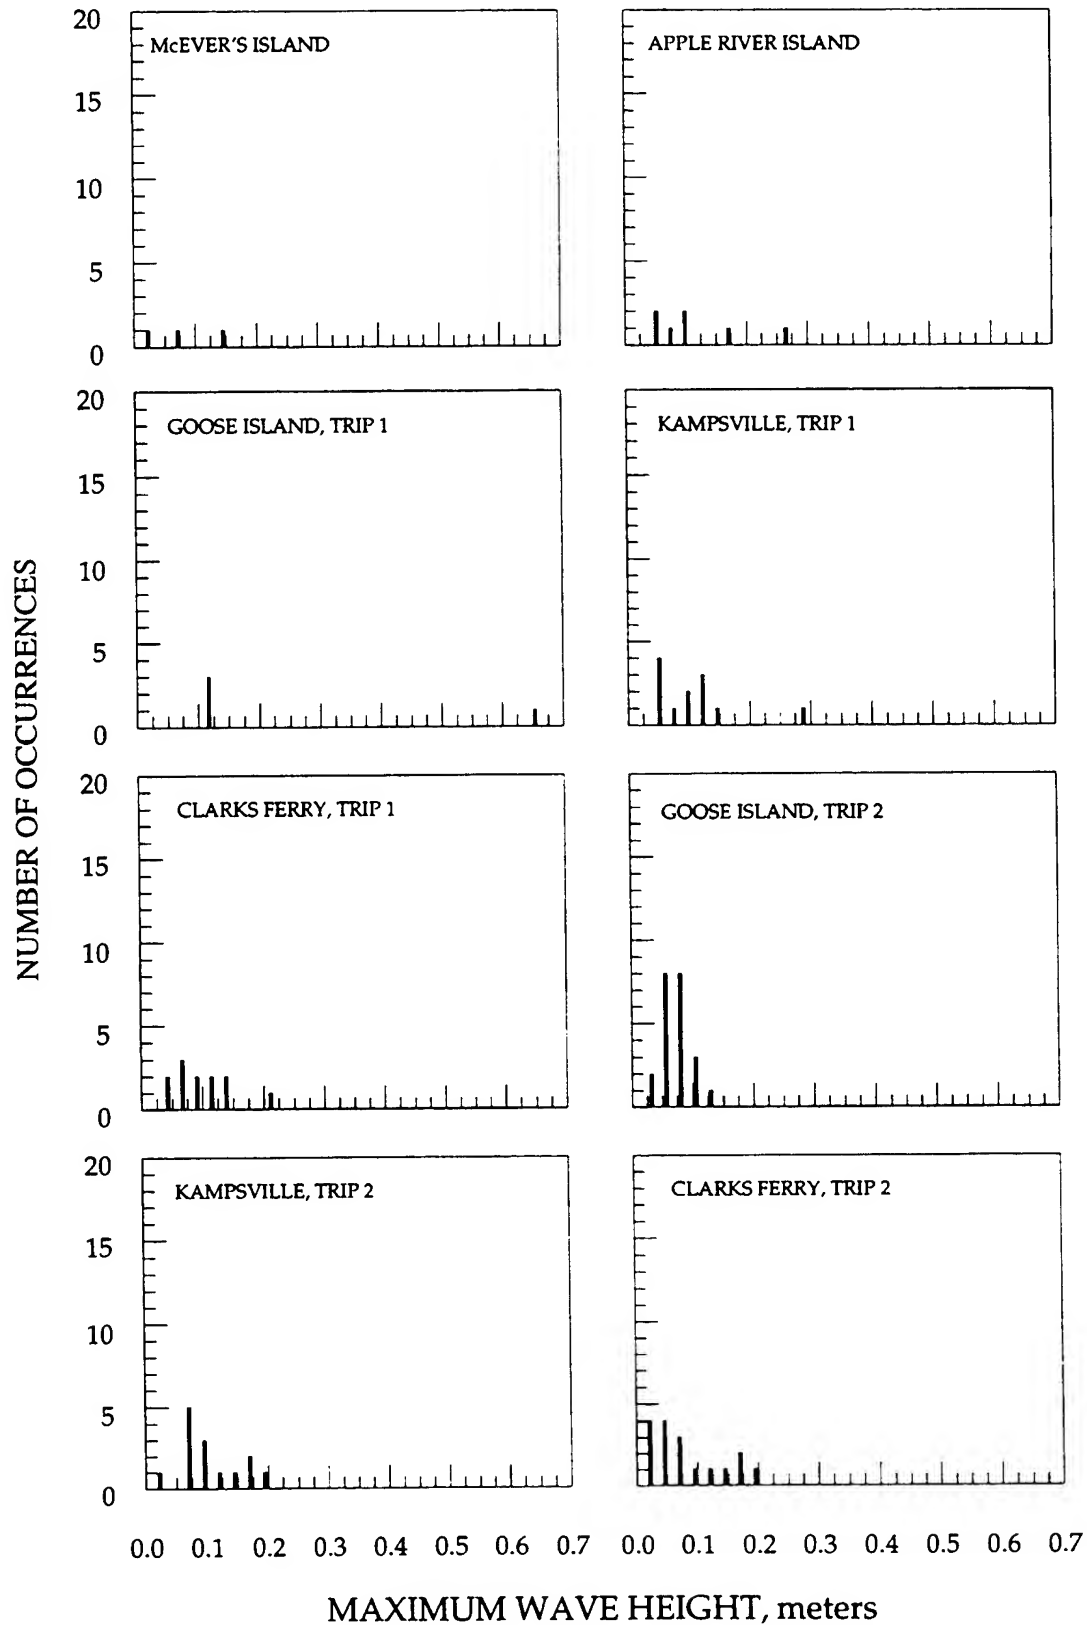 20
15
10
5
0
McEVER'S ISLAND
APPLE RIVER ISLAND
20
15
10
5
0
GOOSE ISLAND, TRIP 1
KAMPSVILLE, TRIP 1
20
15
10
5
0
CLARKS FERRY, TRIP 1
GOOSE ISLAND, TRIP 2
20
15
10
5
0
KAMPSVILLE, TRIP 2
CLARKS FERRY, TRIP 2
NUMBER OF OCCURRENCES
0.0 0.1 0.2 0.3 0.4 0.5 0.6 0.7
0.0 0.1 0.2 0.3 0.4 0.5 0.6 0.7
MAXIMUM WAVE HEIGHT, meters